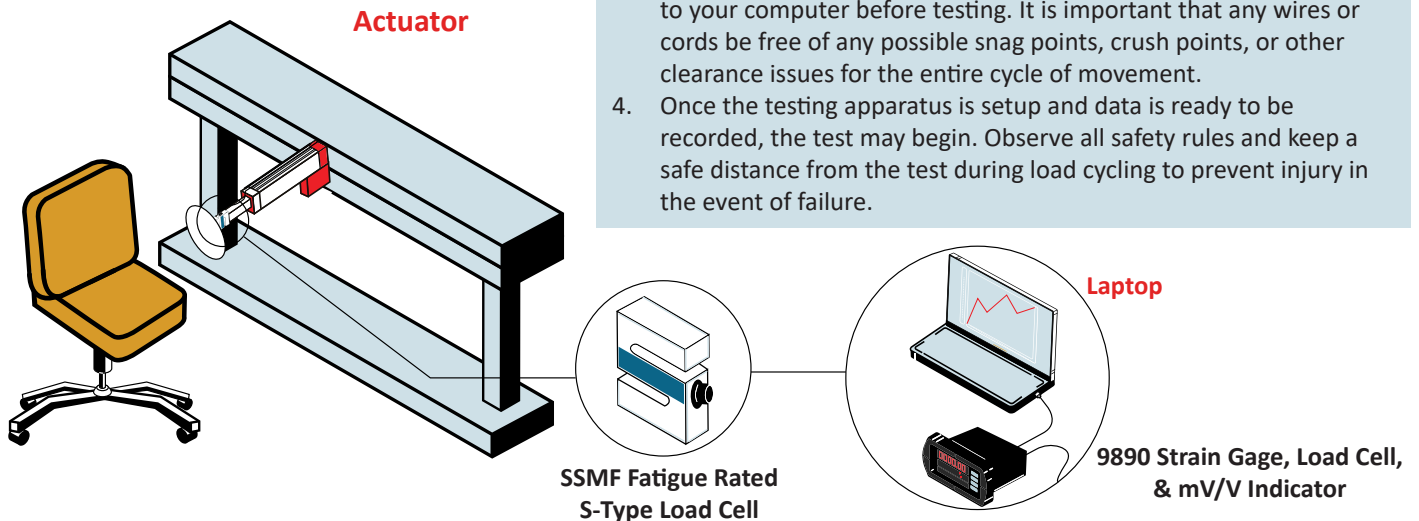 Actuator
to your computer before testing. It is important that any wires or
cords be free of any possible snag points, crush points, or other
clearance issues for the entire cycle of movement.
4. Once the testing apparatus is setup and data is ready to be
recorded, the test may begin. Observe all safety rules and keep a
safe distance from the test during load cycling to prevent injury in
the event of failure.
Laptop
SSMF Fatigue Rated
S-Type Load Cell
9890 Strain Gage, Load Cell,
& mV/V Indicator